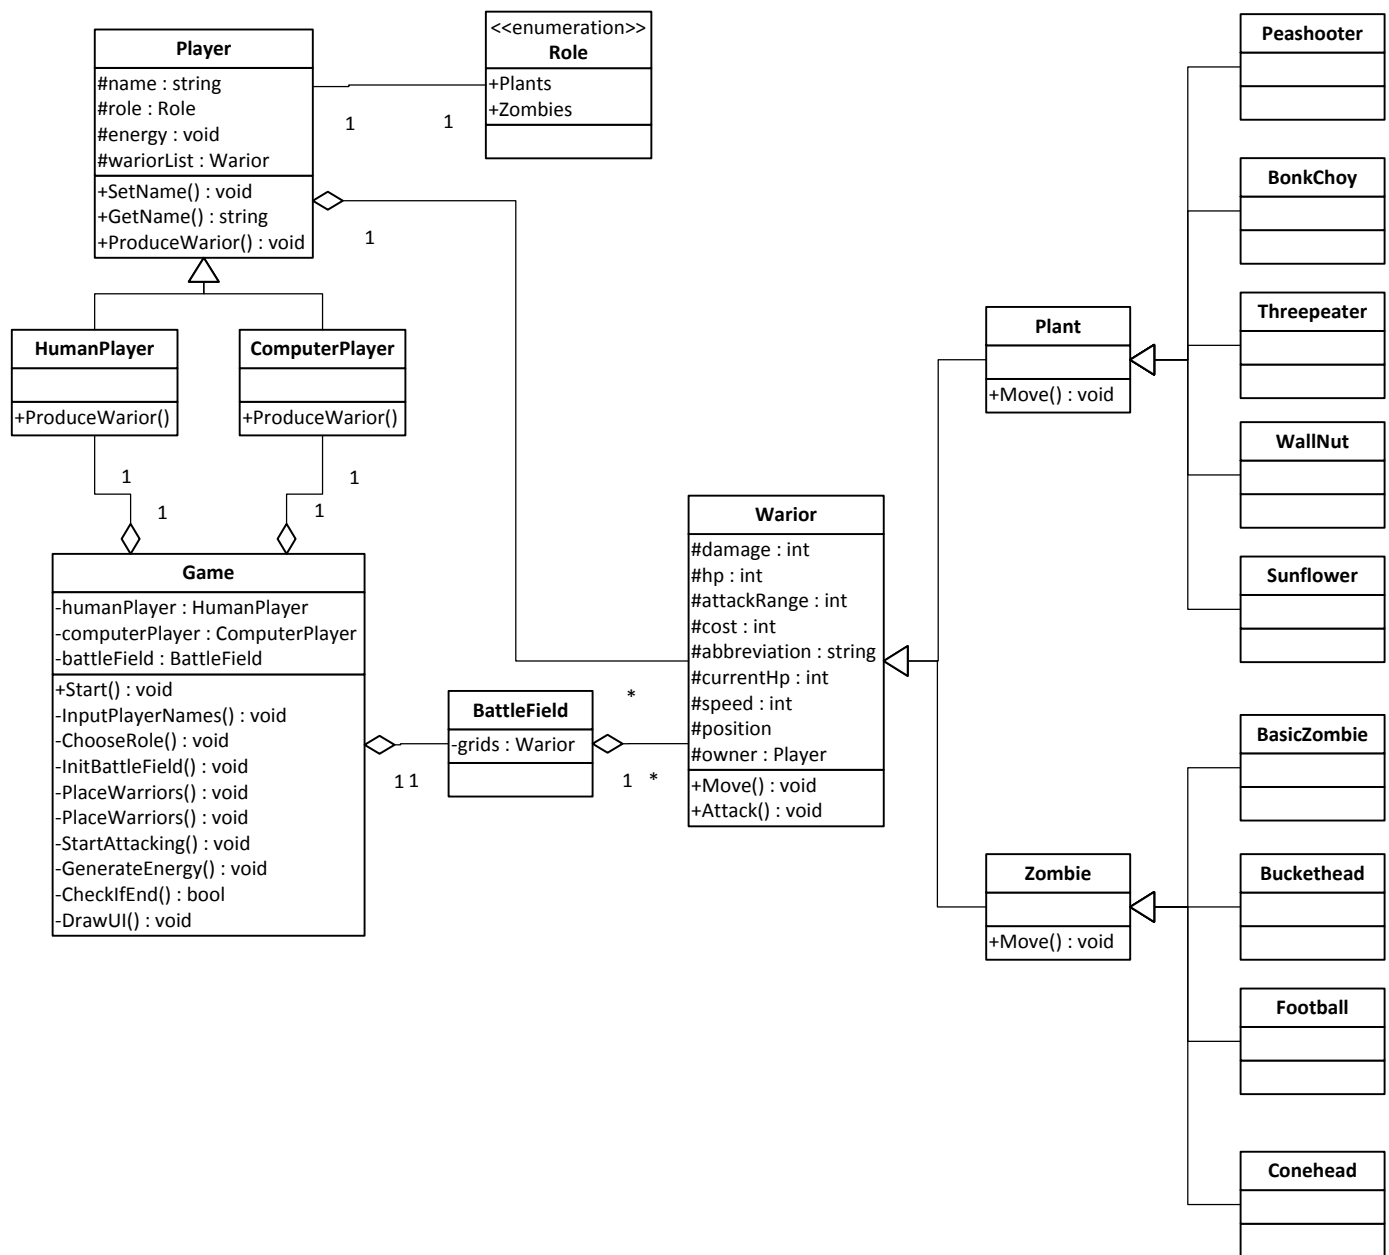 Player
#name : string
#role : Role
#energy : void
#wariorList : Warior
+SetName() : void
+GetName() : string
+ProduceWarior() : void
<<enumeration>>
Role
+Plants
+Zombies
1
1
1
HumanPlayer
+ProduceWarior()
ComputerPlayer
+ProduceWarior()
1
1
1
1
Game
-humanPlayer : HumanPlayer
-computerPlayer : ComputerPlayer
-battleField : BattleField
+Start() : void
-InputPlayerNames() : void
-ChooseRole() : void
-InitBattleField() : void
-PlaceWarriors() : void
-PlaceWarriors() : void
-StartAttacking() : void
-GenerateEnergy() : void
-CheckIfEnd() : bool
-DrawUI() : void
1
1
BattleField
-grids : Warior
*
1
*
Warior
#damage : int
#hp : int
#attackRange : int
#cost : int
#abbreviation : string
#currentHp : int
#speed : int
#position
#owner : Player
+Move() : void
+Attack() : void
Plant
+Move() : void
Zombie
+Move() : void
Peashooter
BonkChoy
Threepeater
WallNut
Sunflower
BasicZombie
Buckethead
Football
Conehead